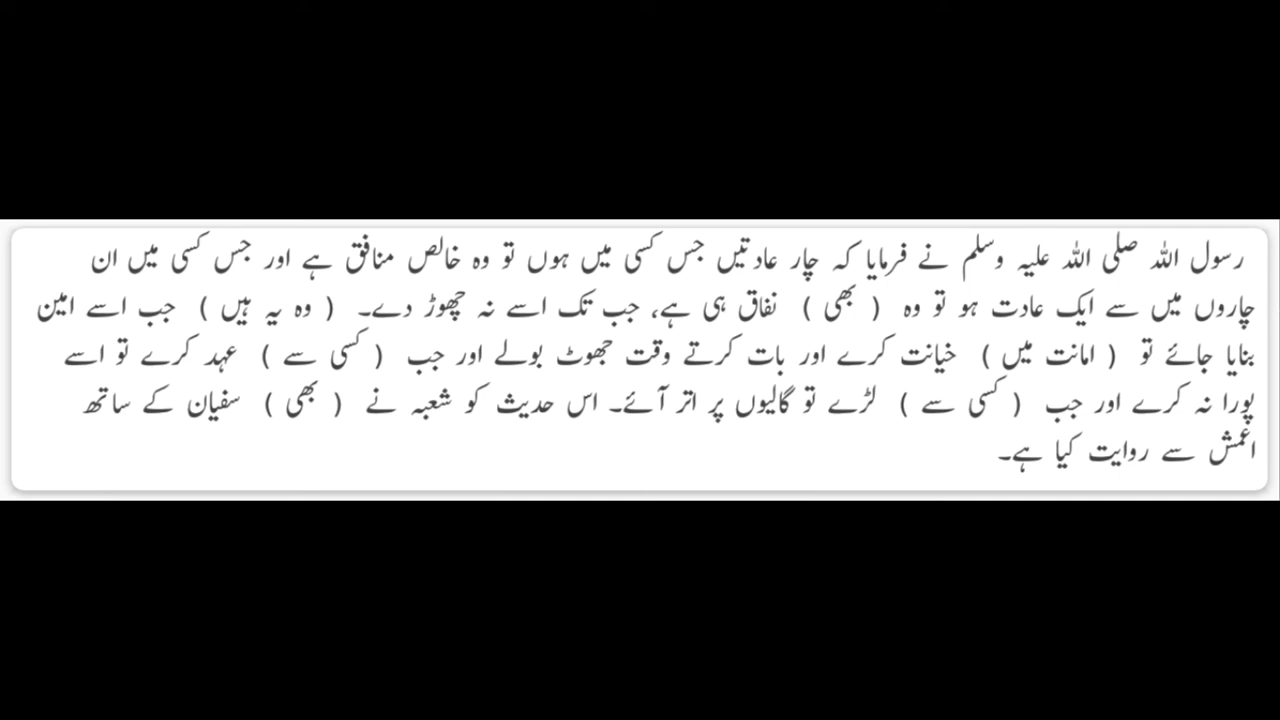 رسول اللہ صلی اللہ علیہ وسلم نے فرمایا کہ چار عادتیں جس کسی میں ہوں تو وہ خالص منافق ہے اور جس کسی میں ان
چاروں میں سے ایک عادت ہو تو وہ ( بھی ) نفاق ہی ہے، جب تک اسے نہ چھوڑ دے۔ ( وہ یہ ہیں ) جب اسے امین
بنایا جائے تو ( امانت میں ) خیانت کرے اور بات کرتے وقت جھوٹ بولے اور جب ( کسی سے ) عہد کرے تو اسے
پورا نہ کرے اور جب ( کسی سے ) لڑے تو گالیوں پر اتر آئے۔ اس حدیث کو شعبہ نے ( بھی ) سفیان کے ساتھ
اعمش سے روایت کیا ہے۔